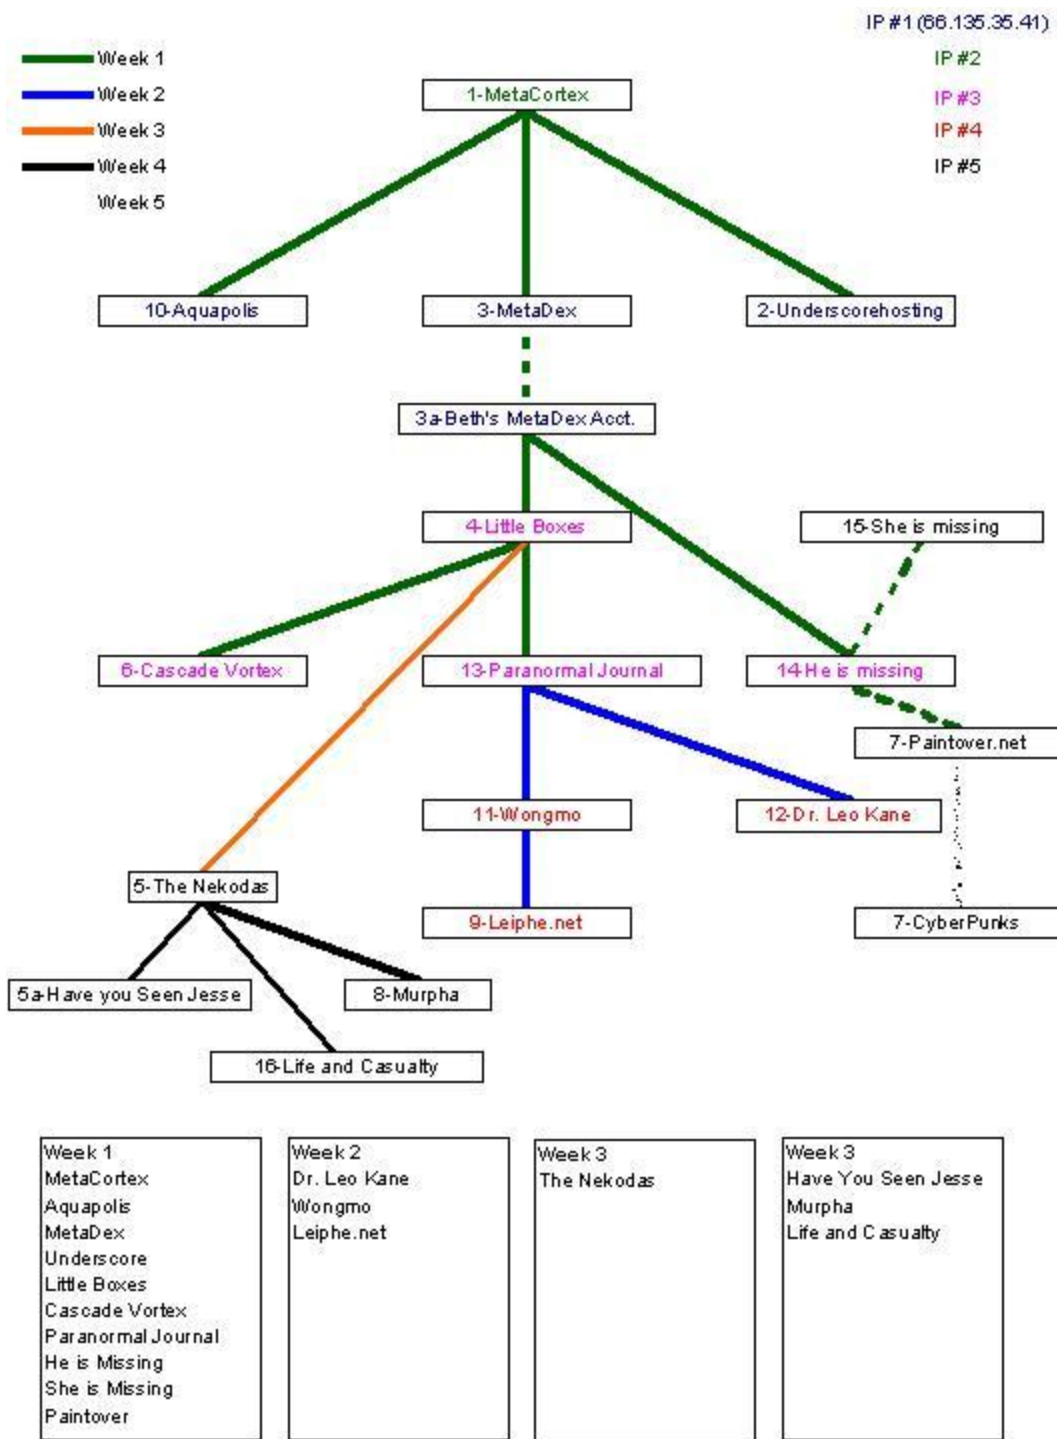 IP #1 (66.135.35.41)
Week 1
IP #2
Week 2
1-MetaCortex
IP #3
Week 3
IP #4
Week 4
IP #5
Week 5
10-Aquapolis
3-MetaDex
2-Underscorehosting
3a-Beth's MetaDex Acct.
4-Little Boxes
15-She is missing
6-Cascade Vortex
13-Paranormal Journal
14-He is missing
7-Paintover.net
11-Wongmo
12-Dr. Leo Kane
5-The Nekodas
9-Leiphe.net
7-CyberPunks
5a-Have you Seen Jesse
8-Murpha
16-Life and Casualty
Week 1
MetaCortex
Aquapolis
MetaDex
Underscore
Little Boxes
Cascade Vortex
Paranormal Journal
He is Missing
She is Missing
Paintover
Week 2
Dr. Leo Kane
Wongmo
Leiphe.net
Week 3
The Nekodas
Week 3
Have You Seen Jesse
Murpha
Life and Casualty